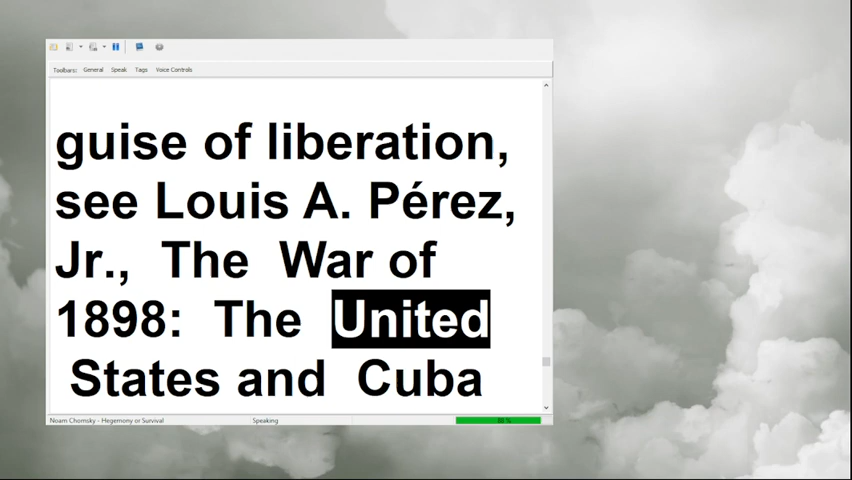 Toolbars: General Speak Tags Voice Controls
guise of liberation,
see Louis A. Pérez,
Jr., The War of
1898: The United
States and Cuba
Noam Chomsky - Hegemony or Survival Speaking